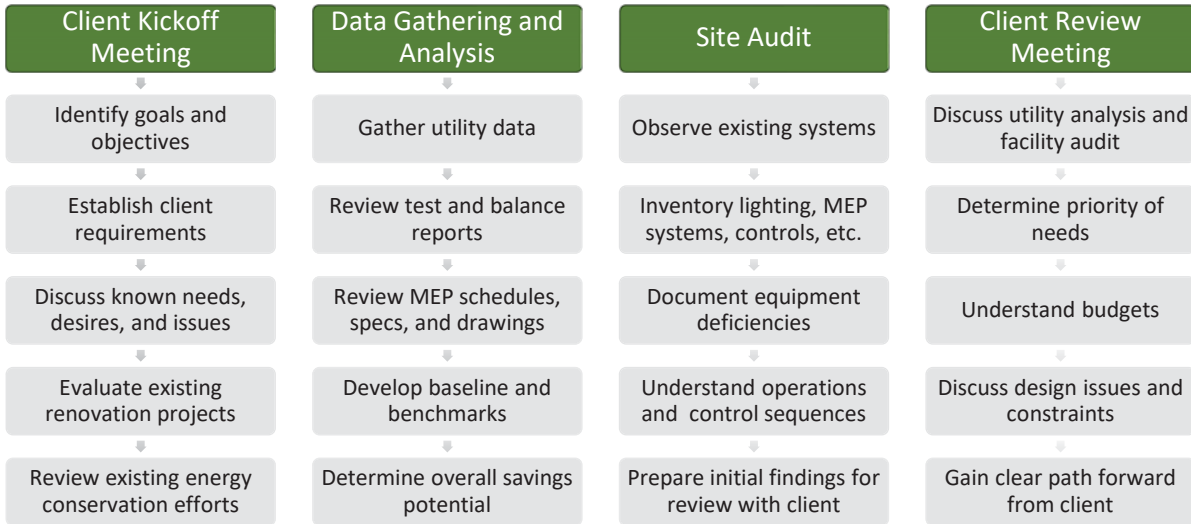 Client Kickoff
Meeting
Identify goals and
objectives
Establish client
requirements
Discuss known needs,
desires, and issues
Evaluate existing
renovation projects
Review existing energy
conservation efforts
Data Gathering and
Analysis
Gather utility data
Review test and balance
reports
Review MEP schedules,
specs, and drawings
Develop baseline and
benchmarks
Determine overall savings
potential
Site Audit
Observe existing systems
Inventory lighting, MEP
systems, controls, etc.
Document equipment
deficiencies
Understand operations
and control sequences
Prepare initial findings for
review with client
Client Review
Meeting
Discuss utility analysis and
facility audit
Determine priority of
needs
Understand budgets
Discuss design issues and
constraints
Gain clear path forward
from client